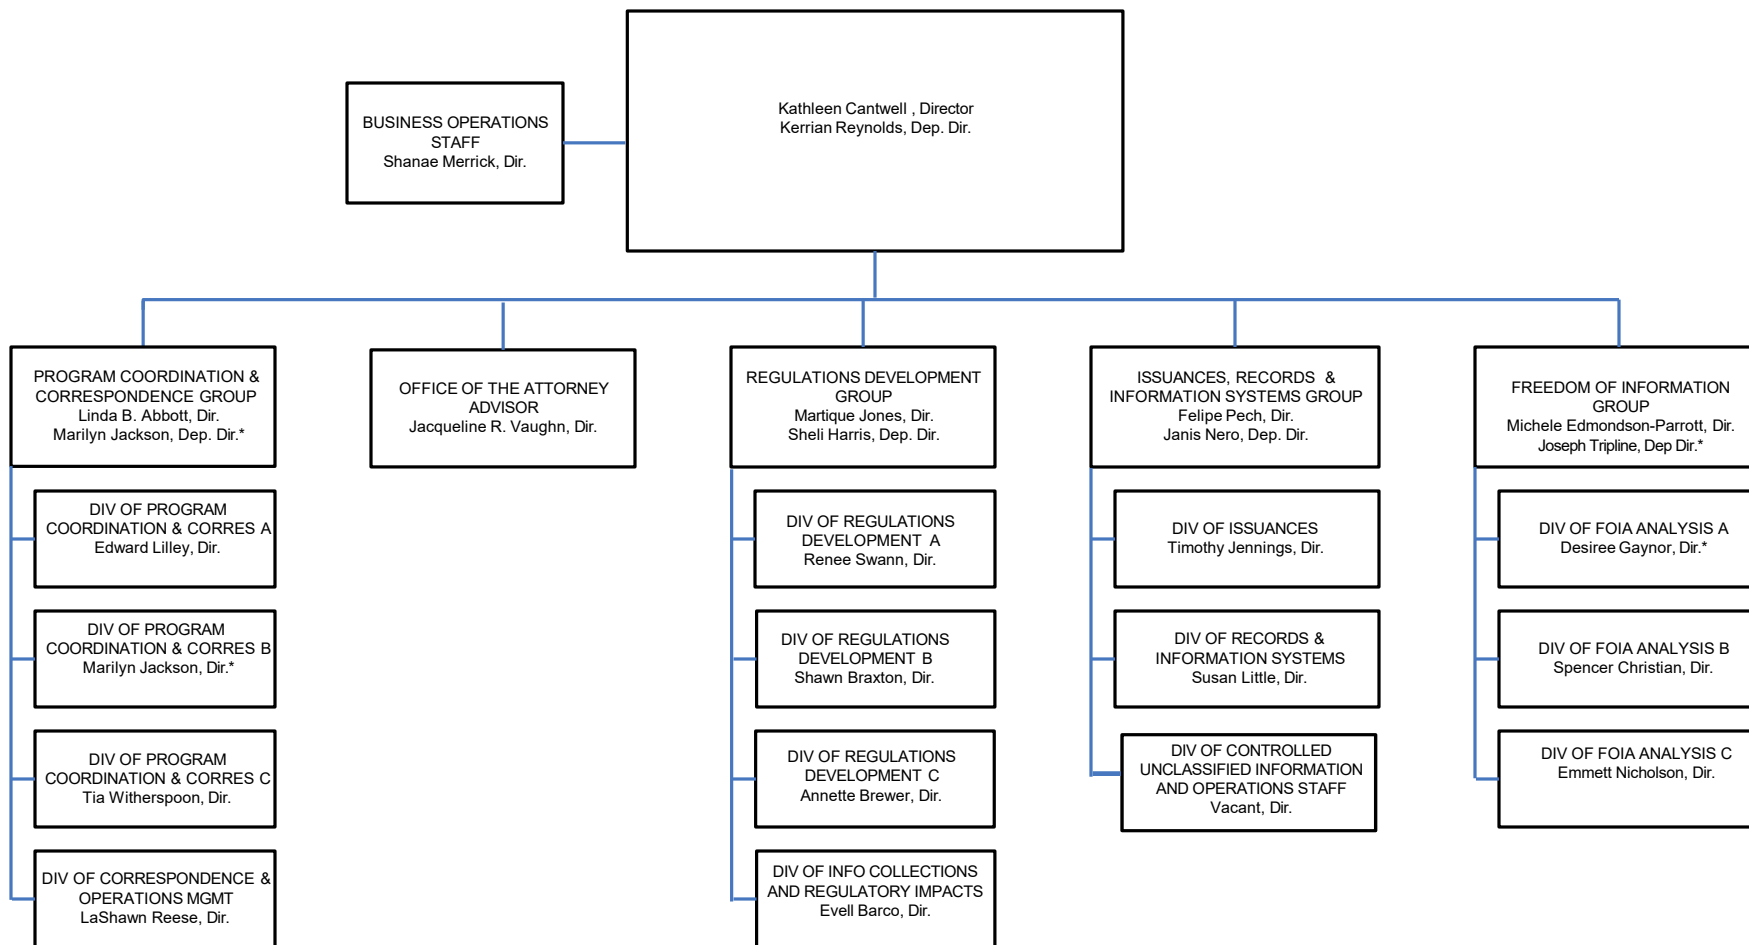 Kathleen Cantwell , Director
Kerrian Reynolds, Dep. Dir.
BUSINESS OPERATIONS
STAFF
Shanae Merrick, Dir.
PROGRAM COORDINATION &
CORRESPONDENCE GROUP
Linda B. Abbott, Dir.
Marilyn Jackson, Dep. Dir.*
OFFICE OF THE ATTORNEY
ADVISOR
Jacqueline R. Vaughn, Dir.
REGULATIONS DEVELOPMENT
GROUP
Martique Jones, Dir.
Sheli Harris, Dep. Dir.
ISSUANCES, RECORDS &
INFORMATION SYSTEMS GROUP
Felipe Pech, Dir.
Janis Nero, Dep. Dir.
FREEDOM OF INFORMATION
GROUP
Michele Edmondson-Parrott, Dir.
Joseph Tripline, Dep Dir.*
DIV OF PROGRAM
COORDINATION & CORRES A
Edward Lilley, Dir.
DIV OF PROGRAM
COORDINATION & CORRES B
Marilyn Jackson, Dir.*
DIV OF PROGRAM
COORDINATION & CORRES C
Tia Witherspoon, Dir.
DIV OF CORRESPONDENCE &
OPERATIONS MGMT
LaShawn Reese, Dir.
DIV OF REGULATIONS
DEVELOPMENT A
Renee Swann, Dir.
DIV OF REGULATIONS
DEVELOPMENT B
Shawn Braxton, Dir.
DIV OF REGULATIONS
DEVELOPMENT C
Annette Brewer, Dir.
DIV OF INFO COLLECTIONS
AND REGULATORY IMPACTS
Evell Barco, Dir.
DIV OF ISSUANCES
Timothy Jennings, Dir.
DIV OF RECORDS &
INFORMATION SYSTEMS
Susan Little, Dir.
DIV OF CONTROLLED
UNCLASSIFIED INFORMATION
AND OPERATIONS STAFF
Vacant, Dir.
DIV OF FOIA ANALYSIS A
Desiree Gaynor, Dir.*
DIV OF FOIA ANALYSIS B
Spencer Christian, Dir.
DIV OF FOIA ANALYSIS C
Emmett Nicholson, Dir.